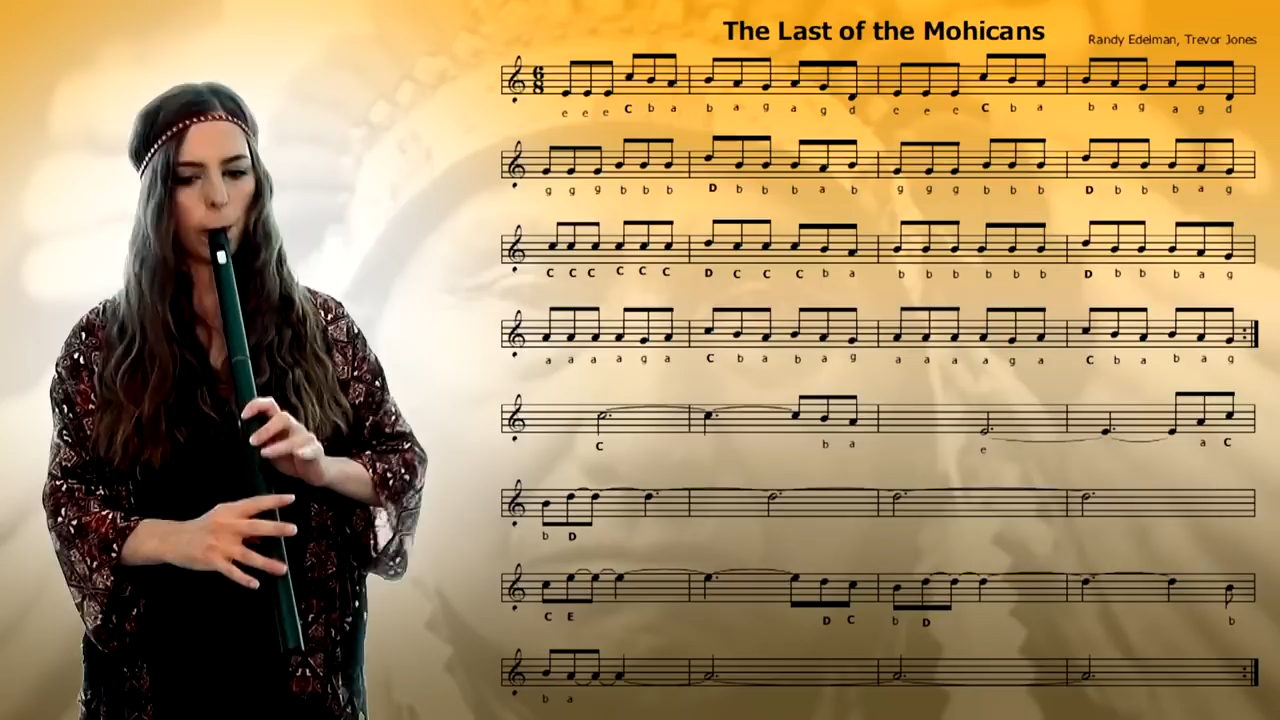 The Last of the Mohicans
Randy Edelman, Trevor Jones
6
8
e e e C b a b a g a g d e e e C b a b a g a g d
g g g b b b D b b b a b g g g b b b D b b b a g
C C C C C C D C C C b a b b b b b b D b b b a g
a a a a g a C b a b a g a a a a g a C b a b a g
C b a e a C
b D
C E D C b D b
b a